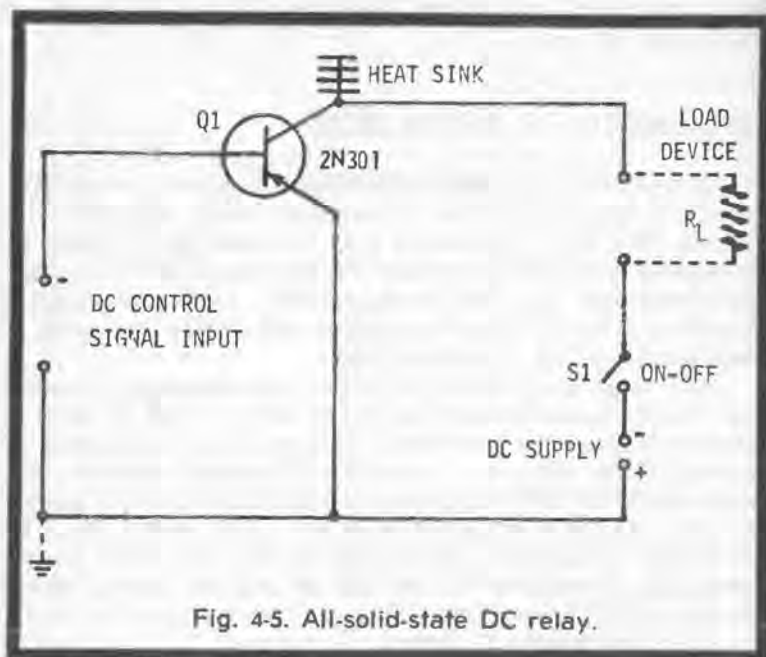 HEAT SINK
Q1
2N301
LOAD
DEVICE
RL
-
DC CONTROL
SIGNAL INPUT
S1 ON-OFF
-
DC SUPPLY
+
Fig. 4-5. All-solid-state DC relay.